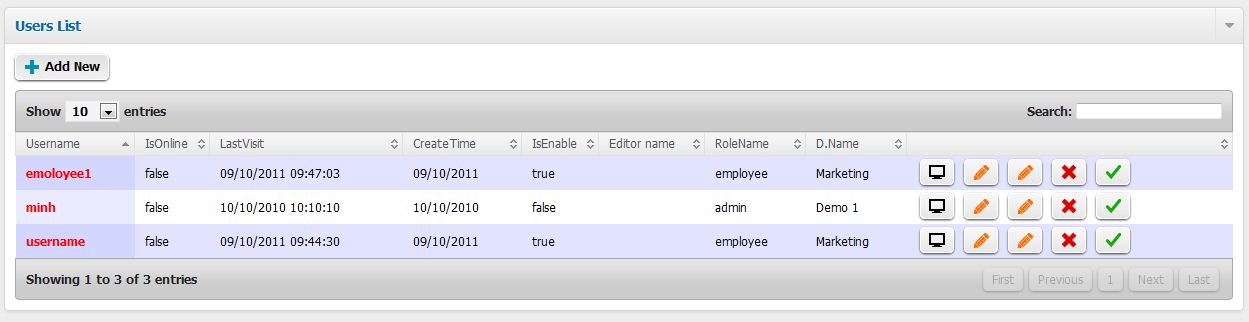 Users List
Add New
Show 10 entries Search:
Username IsOnline LastVisit CreateTime IsEnable Editor name RoleName D.Name
emoloyee1 false 09/10/2011 09:47:03 09/10/2011 true employee Marketing
minh false 10/10/2010 10:10:10 10/10/2010 false admin Demo 1
username false 09/10/2011 09:44:30 09/10/2011 true employee Marketing
Showing 1 to 3 of 3 entries First Previous 1 Next Last